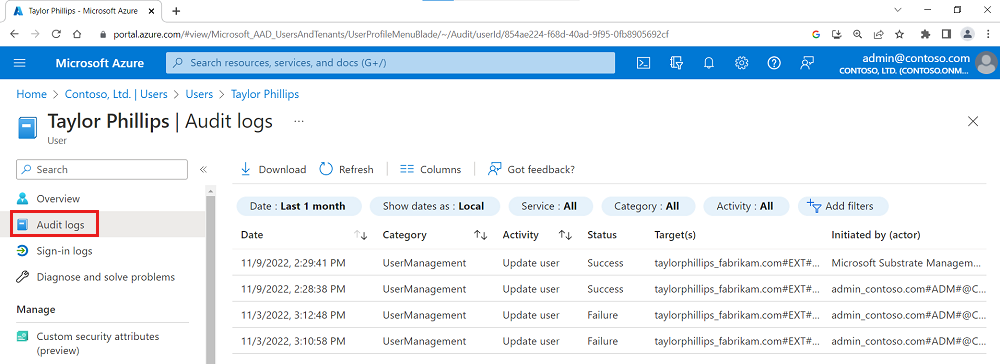 Taylor Phillips - Microsoft Azure
portal.azure.com/#view/Microsoft_AAD_UsersAndTenants/UserProfileMenuBlade/~/Audit/userId/854ae224-f68d-40ad-9f95-0fb8905692cf
Microsoft Azure
Search resources, services, and docs (G+/)
admin@contoso.com
CONTOSO, LTD. (CONTOSO.ONM...
Home > Contoso, Ltd. | Users > Users > Taylor Phillips
Taylor Phillips | Audit logs ...
User
Search
Download Refresh Columns Got feedback?
Overview
Audit logs
Sign-in logs
Diagnose and solve problems
Manage
Custom security attributes
(preview)
Date : Last 1 month Show dates as : Local Service : All Category : All Activity : All Add filters
Date Category Activity Status Target(s) Initiated by (actor)
11/9/2022, 2:29:41 PM UserManagement Update user Success taylorphillips_fabrikam.com#EXT#... Microsoft Substrate Managem...
11/9/2022, 2:28:38 PM UserManagement Update user Success taylorphillips_fabrikam.com#EXT#... admin_contoso.com#ADM#@C...
11/3/2022, 3:12:48 PM UserManagement Update user Failure taylorphillips_fabrikam.com#EXT#... admin_contoso.com#ADM#@C...
11/3/2022, 3:10:58 PM UserManagement Update user Failure taylorphillips_fabrikam.com#EXT#... admin_contoso.com#ADM#@C...